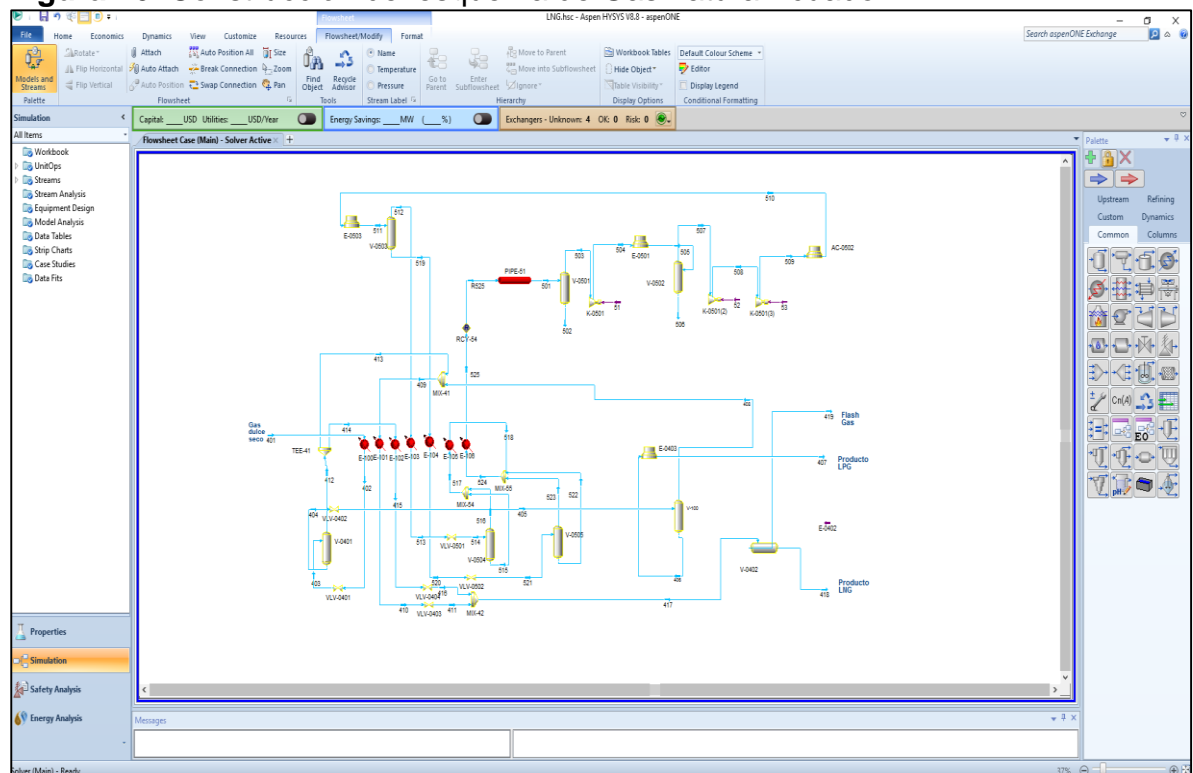 LNG.hsc - Aspen HYSYS V8.8 - aspenONE
Flowsheet
File Home Economics Dynamics View Customize Resources Flowsheet/Modify Format
Search aspenONE Exchange
Models and Streams
Rotate
Flip Horizontal
Flip Vertical
Palette
Attach
Auto Attach
Auto Position
Auto Position All
Break Connection
Swap Connection
Size
Zoom
Pan
Flowsheet
Find Object
Recycle Advisor
Tools
Name
Temperature
Pressure
Stream Label
Go to Parent
Enter Subflowsheet
Move to Parent
Move into Subflowsheet
Ignore
Hierarchy
Workbook Tables
Hide Object
Table Visibility
Display Options
Default Colour Scheme
Editor
Display Legend
Conditional Formatting
Simulation
All Items
Workbook
UnitOps
Streams
Stream Analysis
Equipment Design
Model Analysis
Data Tables
Strip Charts
Case Studies
Data Fits
Properties
Simulation
Safety Analysis
Energy Analysis
Capital: ___ USD Utilities: ___ USD/Year
Energy Savings: ___ MW (___ %)
Exchangers - Unknown: 4 OK: 0 Risk: 0
Flowsheet Case (Main) - Solver Active × +
510
512
511
E-0503
V-0503
519
503
504
E-0501
505
507
508
509
AC-0502
PIPE-51
R525
501
V-0501
K-0501
51
V-0502
K-0501(2)
52
K-0501(3)
53
502
506
RCY-54
413
409
MIX-41
525
Gas dulce seco
401
414
TEE-41
E-100
E-101
E-102
E-103
E-104
518
E-0403
419
Flash Gas
407
Producto LPG
412
402
415
517
524
MIX-55
MIX-54
523
522
404
VLV-0402
405
V-100
E-0402
V-0401
516
513
VLV-0501
514
V-0504
515
V-0505
V-0402
403
VLV-0401
520
VLV-0502
521
VLV-0404
416
410
VLV-0403
411
MIX-42
417
418
Producto LNG
Messages
Palette
Upstream Refining
Custom Dynamics
Common Columns
Cn(A)
EO
pH
Solver (Main) - Ready
37%